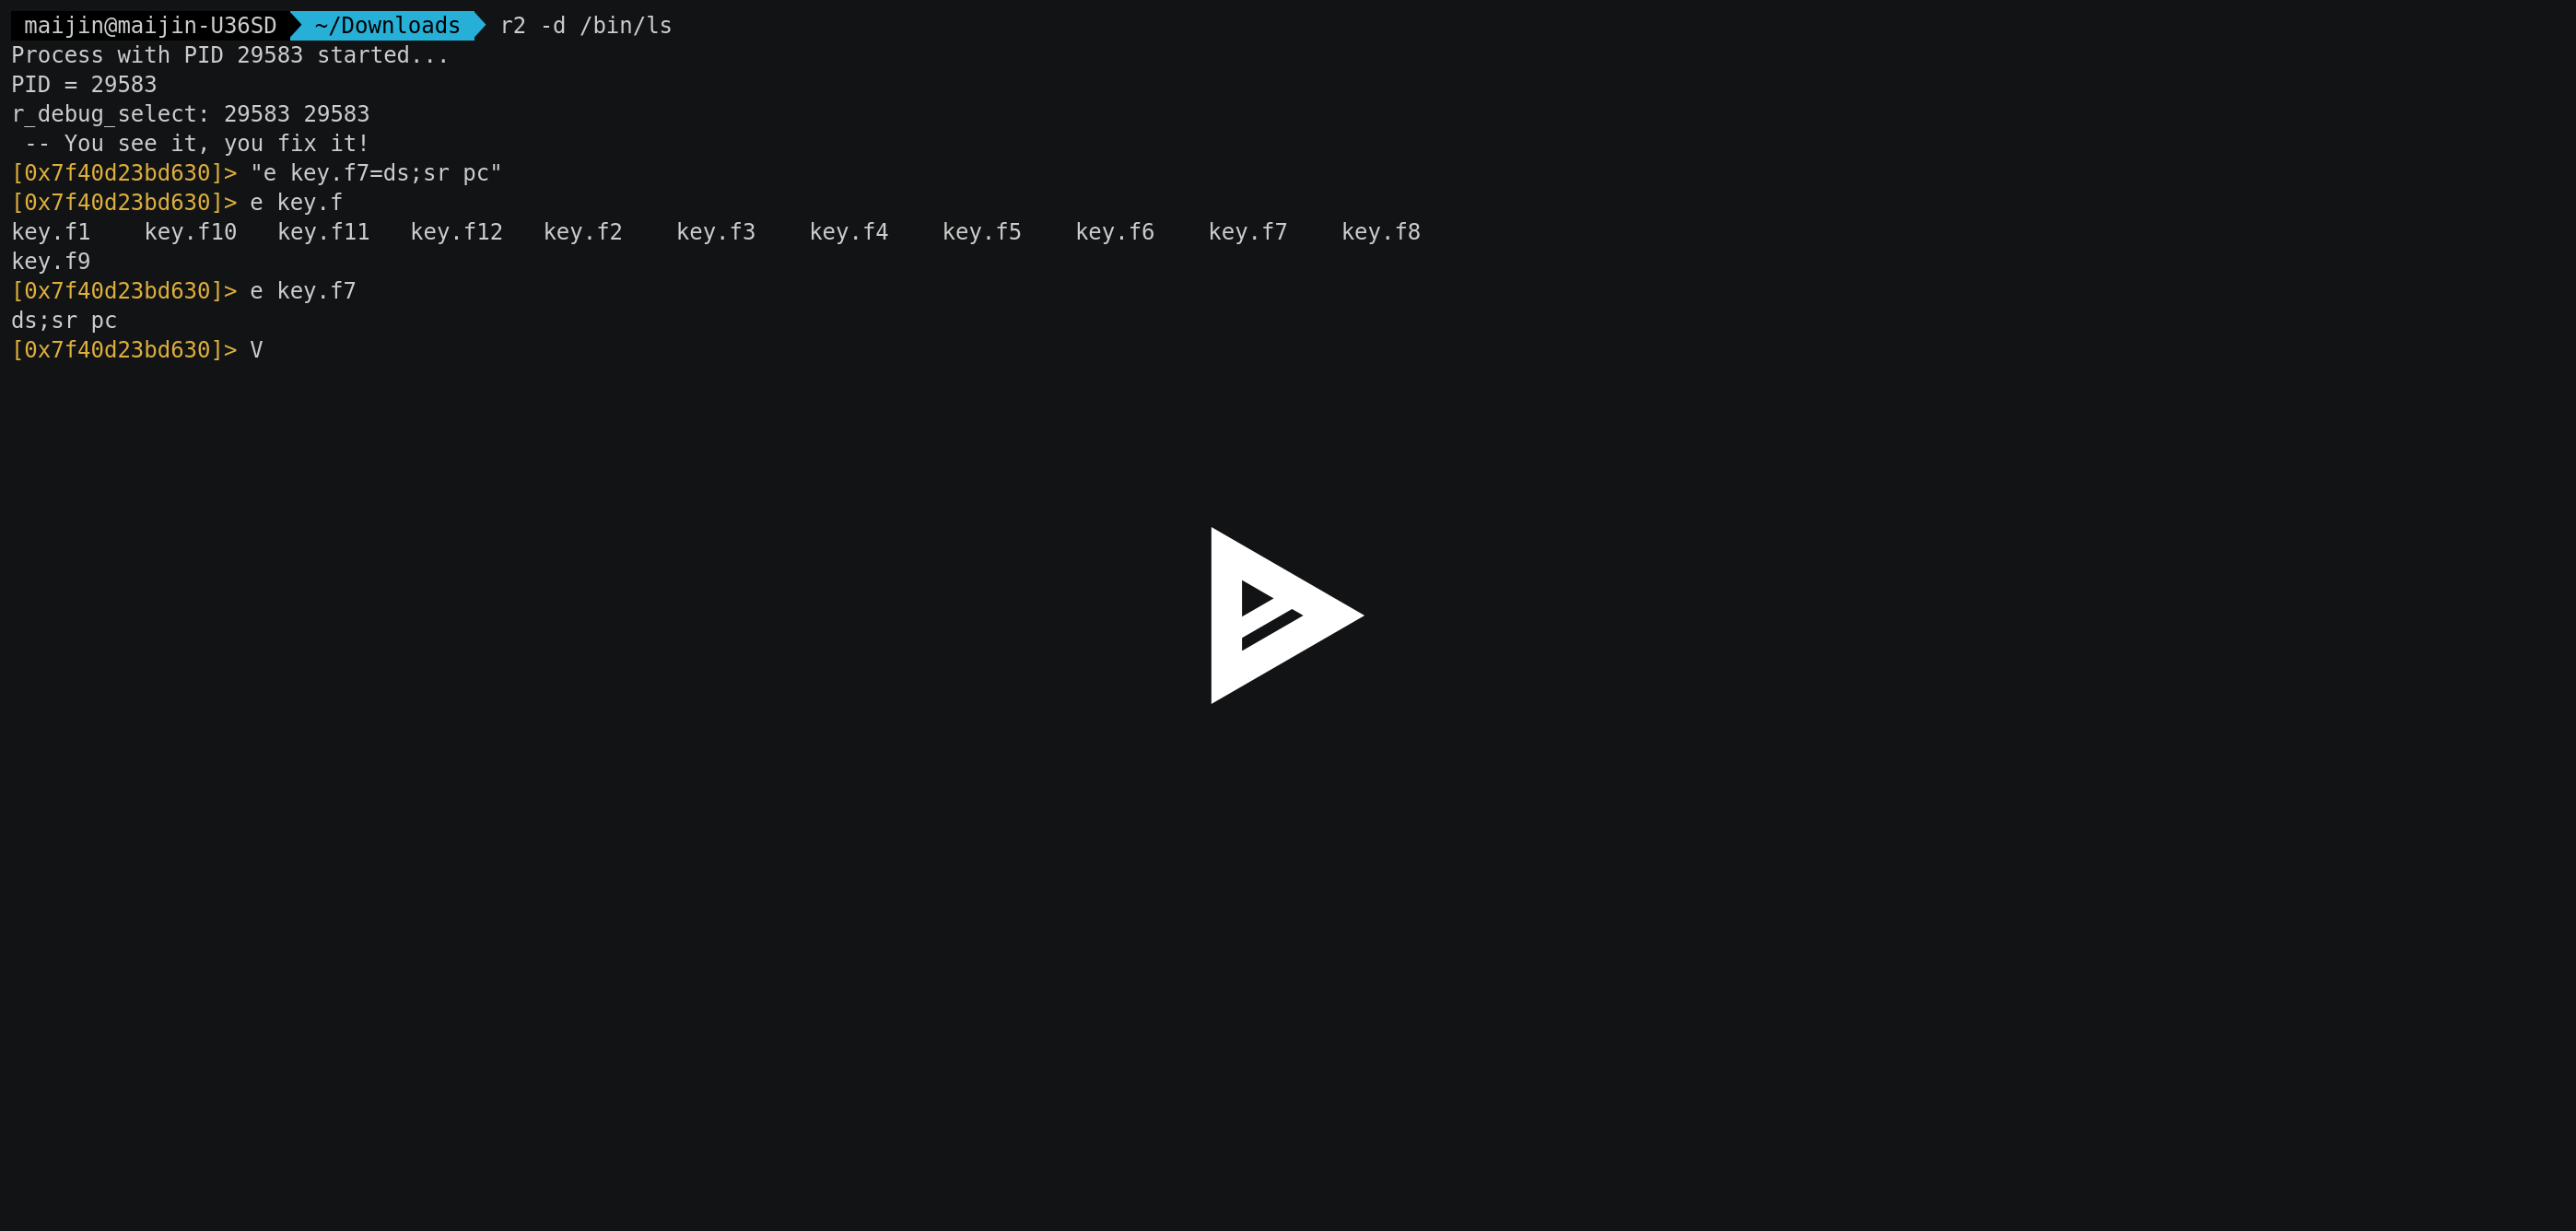 maijin@maijin-U36SD ~/Downloads r2 -d /bin/ls
Process with PID 29583 started...
PID = 29583
r_debug_select: 29583 29583
 -- You see it, you fix it!
[0x7f40d23bd630]> "e key.f7=ds;sr pc"
[0x7f40d23bd630]> e key.f
key.f1    key.f10   key.f11   key.f12   key.f2    key.f3    key.f4    key.f5    key.f6    key.f7    key.f8
key.f9
[0x7f40d23bd630]> e key.f7
ds;sr pc
[0x7f40d23bd630]> V